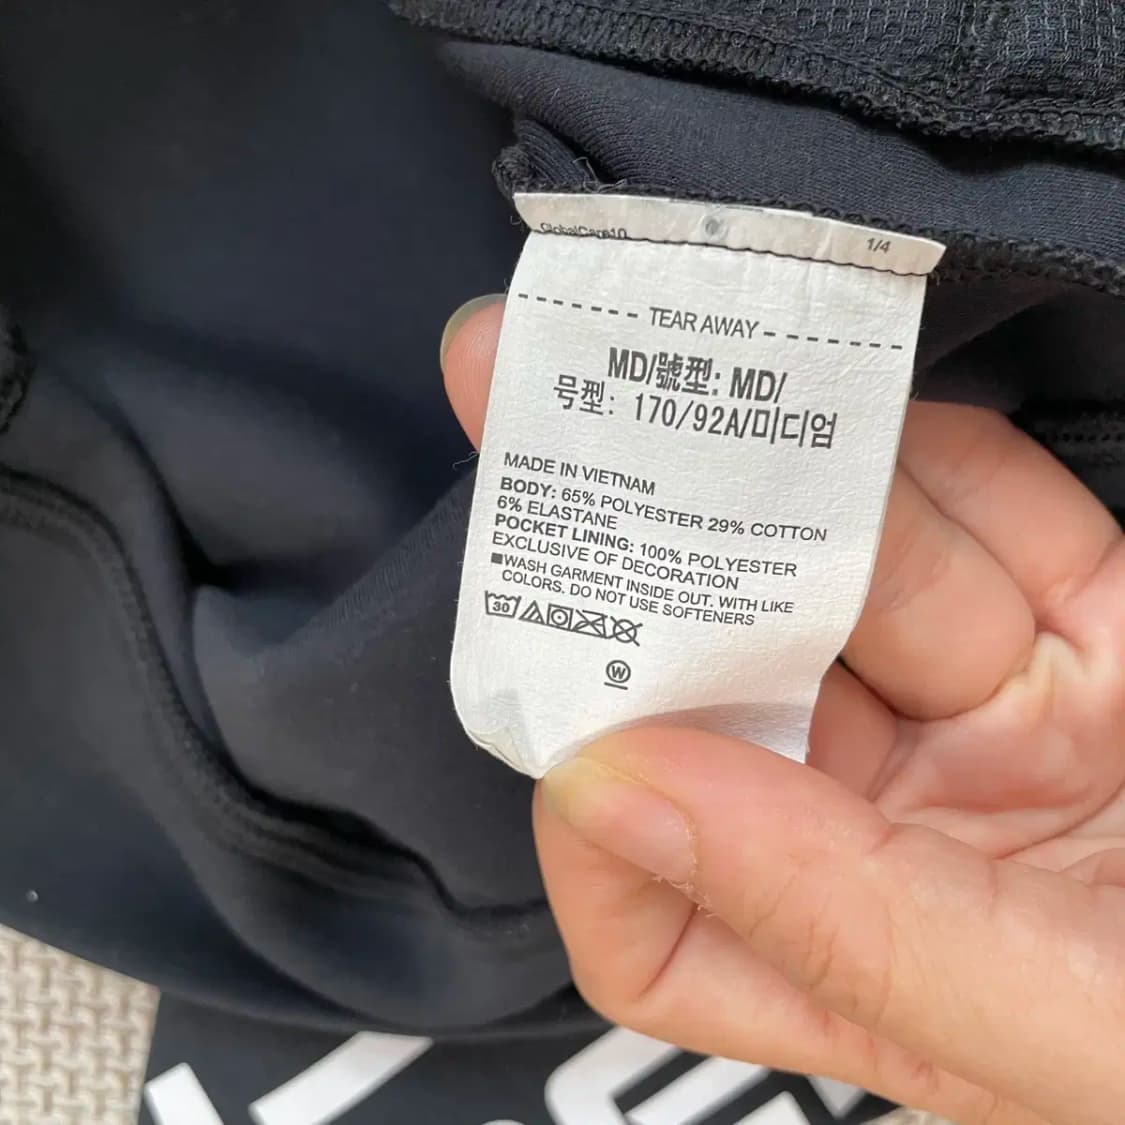 GlobalCare10
1/4
TEAR AWAY
MD/號型: MD/
号型: 170/92A/미디엄
MADE IN VIETNAM
BODY: 65% POLYESTER 29% COTTON
6% ELASTANE
POCKET LINING: 100% POLYESTER
EXCLUSIVE OF DECORATION
■WASH GARMENT INSIDE OUT. WITH LIKE
COLORS. DO NOT USE SOFTENERS
30
W